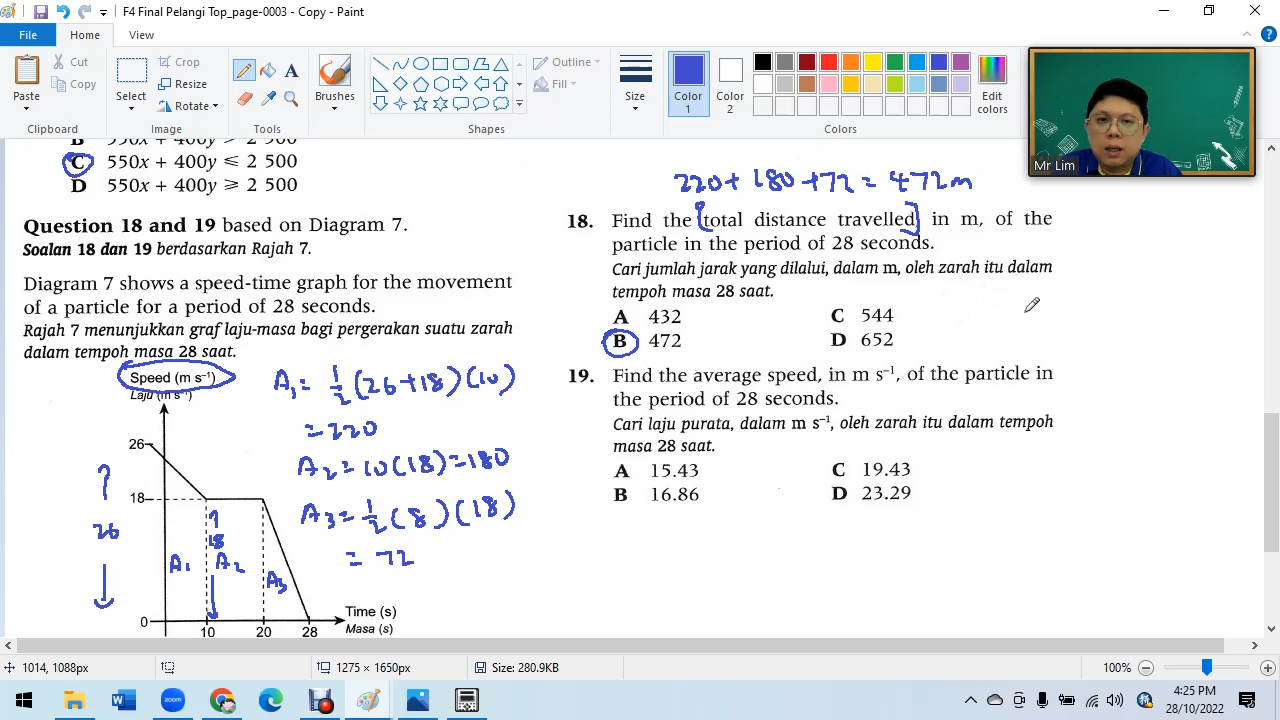 F4 Final Pelangi Top_page-0003 - Copy - Paint
File
Home
View
Paste
Cut
Copy
Clipboard
Select
Crop
Resize
Rotate
Image
Tools
Brushes
Shapes
Outline
Fill
Size
Color 1
Color 2
Colors
Edit colors
Mr Lim
B 550x + 400y > 2 500
C 550x + 400y ⩽ 2 500
D 550x + 400y ⩾ 2 500
Question 18 and 19 based on Diagram 7.
Soalan 18 dan 19 berdasarkan Rajah 7.
Diagram 7 shows a speed-time graph for the movement
of a particle for a period of 28 seconds.
Rajah 7 menunjukkan graf laju-masa bagi pergerakan suatu zarah
dalam tempoh masa 28 saat.
Speed (m s⁻¹)
Laju (m s⁻¹)
26
18
0
10 20 28
Time (s)
Masa (s)
?
26
?
18
A₁
A₂
A₃
A₁ = ½ (26+18) (10)
= 220
A₂ = 10(18) = 180
A₃ = ½ (8) (18)
= 72
220 + 180 + 72 = 472m
18. Find the total distance travelled in m, of the
particle in the period of 28 seconds.
Cari jumlah jarak yang dilalui, dalam m, oleh zarah itu dalam
tempoh masa 28 saat.
A 432 C 544
B 472 D 652
19. Find the average speed, in m s⁻¹, of the particle in
the period of 28 seconds.
Cari laju purata, dalam m s⁻¹, oleh zarah itu dalam tempoh
masa 28 saat.
A 15.43 C 19.43
B 16.86 D 23.29
1014, 1088px
1275 × 1650px
Size: 280.9KB
100%
zoom
4:25 PM
28/10/2022